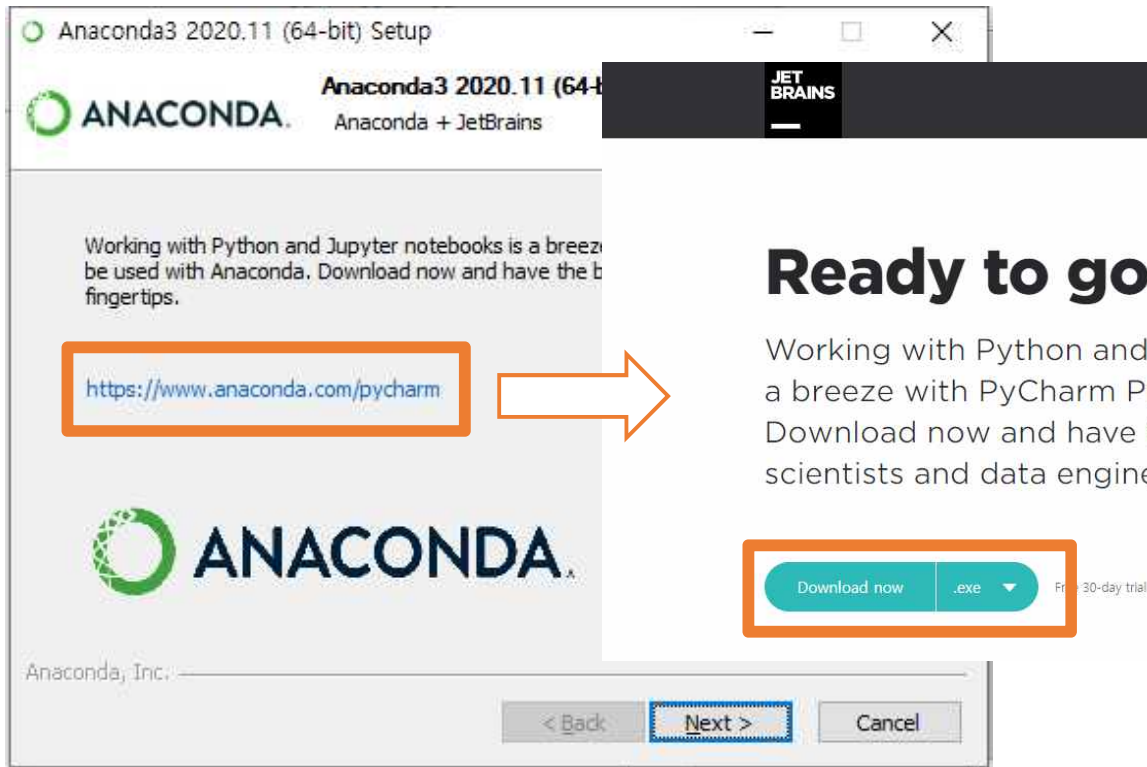 Anaconda3 2020.11 (64-bit) Setup
ANACONDA.
Anaconda3 2020.11 (64-b
Anaconda + JetBrains
Working with Python and Jupyter notebooks is a breeze
be used with Anaconda. Download now and have the b
fingertips.
https://www.anaconda.com/pycharm
ANACONDA.
Anaconda, Inc.
< Back
Next >
Cancel
JET
BRAINS
Ready to go
Working with Python and
a breeze with PyCharm P
Download now and have
scientists and data engine
Download now .exe
30-day trial